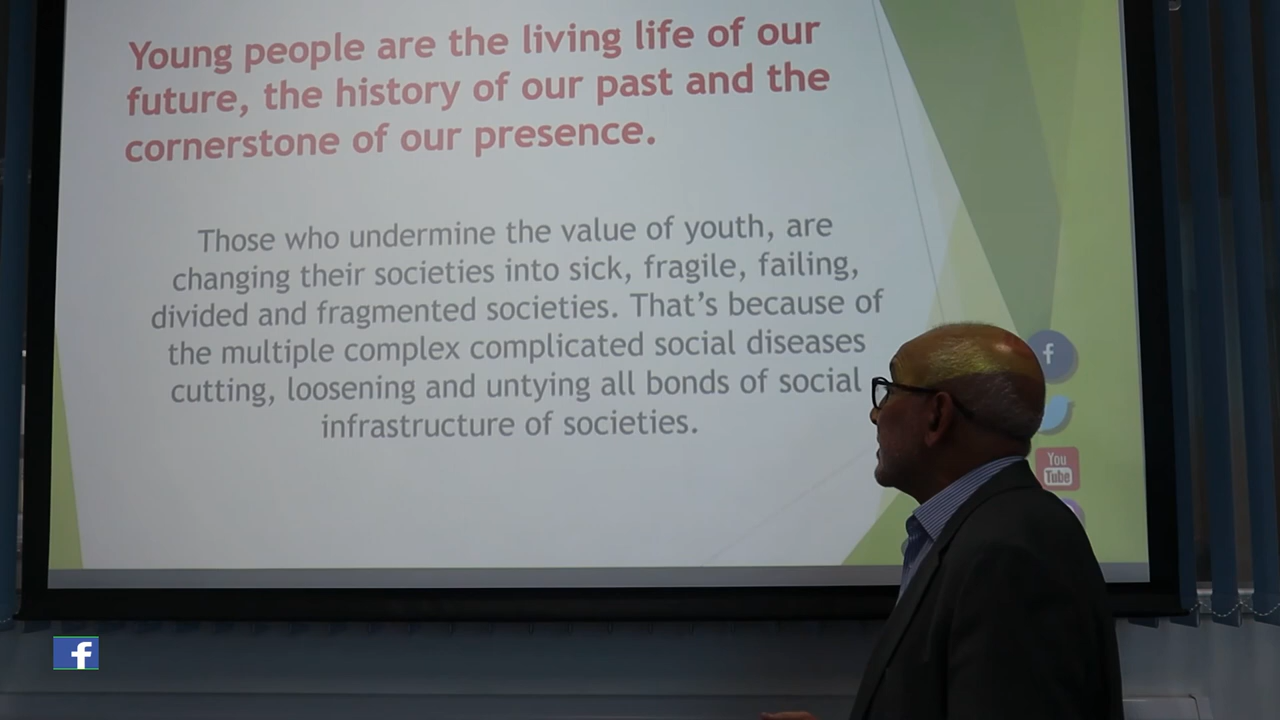 Young people are the living life of our
future, the history of our past and the
cornerstone of our presence.
Those who undermine the value of youth, are
changing their societies into sick, fragile, failing,
divided and fragmented societies. That's because of
the multiple complex complicated social diseases
cutting, loosening and untying all bonds of social
infrastructure of societies.
f
You
Tube
f